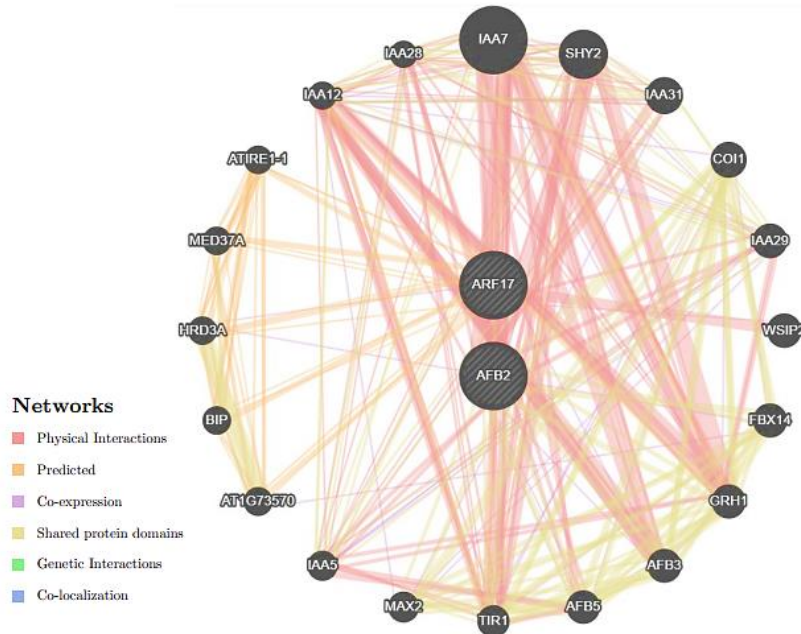 IAA7
SHY2
IAA28
IAA31
IAA12
COI1
ATIRE1-1
MED37A
IAA29
ARF17
HRD3A
WSIP2
AFB2
BIP
FBX14
AT1G73570
GRH1
IAA5
AFB3
MAX2
AFB5
TIR1
Networks
Physical Interactions
Predicted
Co-expression
Shared protein domains
Genetic Interactions
Co-localization